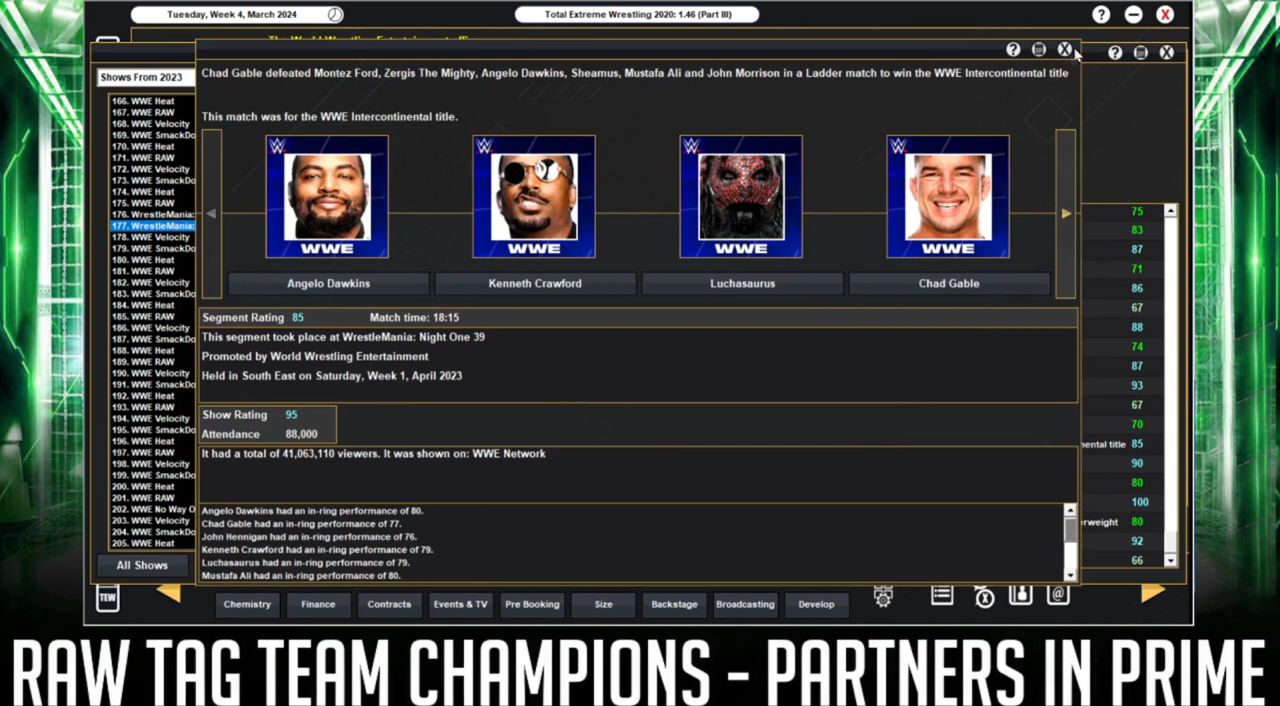 Tuesday, Week 4, March 2024
Total Extreme Wrestling 2020: 1.46 (Part III)
Shows From 2023
Chad Gable defeated Montez Ford, Zergis The Mighty, Angelo Dawkins, Sheamus, Mustafa Ali and John Morrison in a Ladder match to win the WWE Intercontinental title
This match was for the WWE Intercontinental title.
166. WWE Heat
167. WWE RAW
168. WWE Velocity
169. WWE SmackDo
170. WWE Heat
171. WWE RAW
172. WWE Velocity
173. WWE SmackDo
174. WWE Heat
175. WWE RAW
176. WrestleMania:
177. WrestleMania:
178. WWE Velocity
179. WWE SmackDo
180. WWE Heat
181. WWE RAW
182. WWE Velocity
183. WWE SmackDo
184. WWE Heat
185. WWE RAW
186. WWE Velocity
187. WWE SmackDo
188. WWE Heat
189. WWE RAW
190. WWE Velocity
191. WWE SmackDo
192. WWE Heat
193. WWE RAW
194. WWE Velocity
195. WWE SmackDo
196. WWE Heat
197. WWE RAW
198. WWE Velocity
199. WWE SmackDo
200. WWE Heat
201. WWE RAW
202. WWE No Way O
203. WWE Velocity
204. WWE SmackDo
205. WWE Heat
All Shows
WWE
WWE
WWE
WWE
Angelo Dawkins
Kenneth Crawford
Luchasaurus
Chad Gable
Segment Rating 85 Match time: 18:15
This segment took place at WrestleMania: Night One 39
Promoted by World Wrestling Entertainment
Held in South East on Saturday, Week 1, April 2023
Show Rating 95
Attendance 88,000
It had a total of 41,063,110 viewers. It was shown on: WWE Network
Angelo Dawkins had an in-ring performance of 80.
Chad Gable had an in-ring performance of 77.
John Hennigan had an in-ring performance of 76.
Kenneth Crawford had an in-ring performance of 79.
Luchasaurus had an in-ring performance of 79.
Mustafa Ali had an in-ring performance of 80.
75
83
87
71
86
67
88
74
87
93
67
70
nental title 85
90
80
100
rweight 80
92
66
TEW
Chemistry
Finance
Contracts
Events & TV
Pre Booking
Size
Backstage
Broadcasting
Develop
RAW TAG TEAM CHAMPIONS - PARTNERS IN PRIME